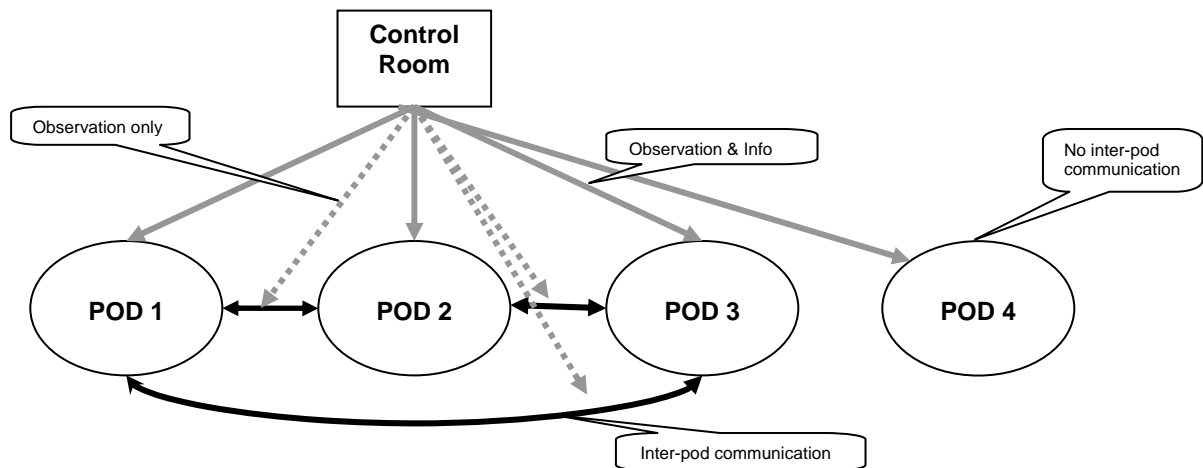 Control
Room
Observation only
Observation & Info
No inter-pod
communication
POD 1
POD 2
POD 3
POD 4
Inter-pod communication